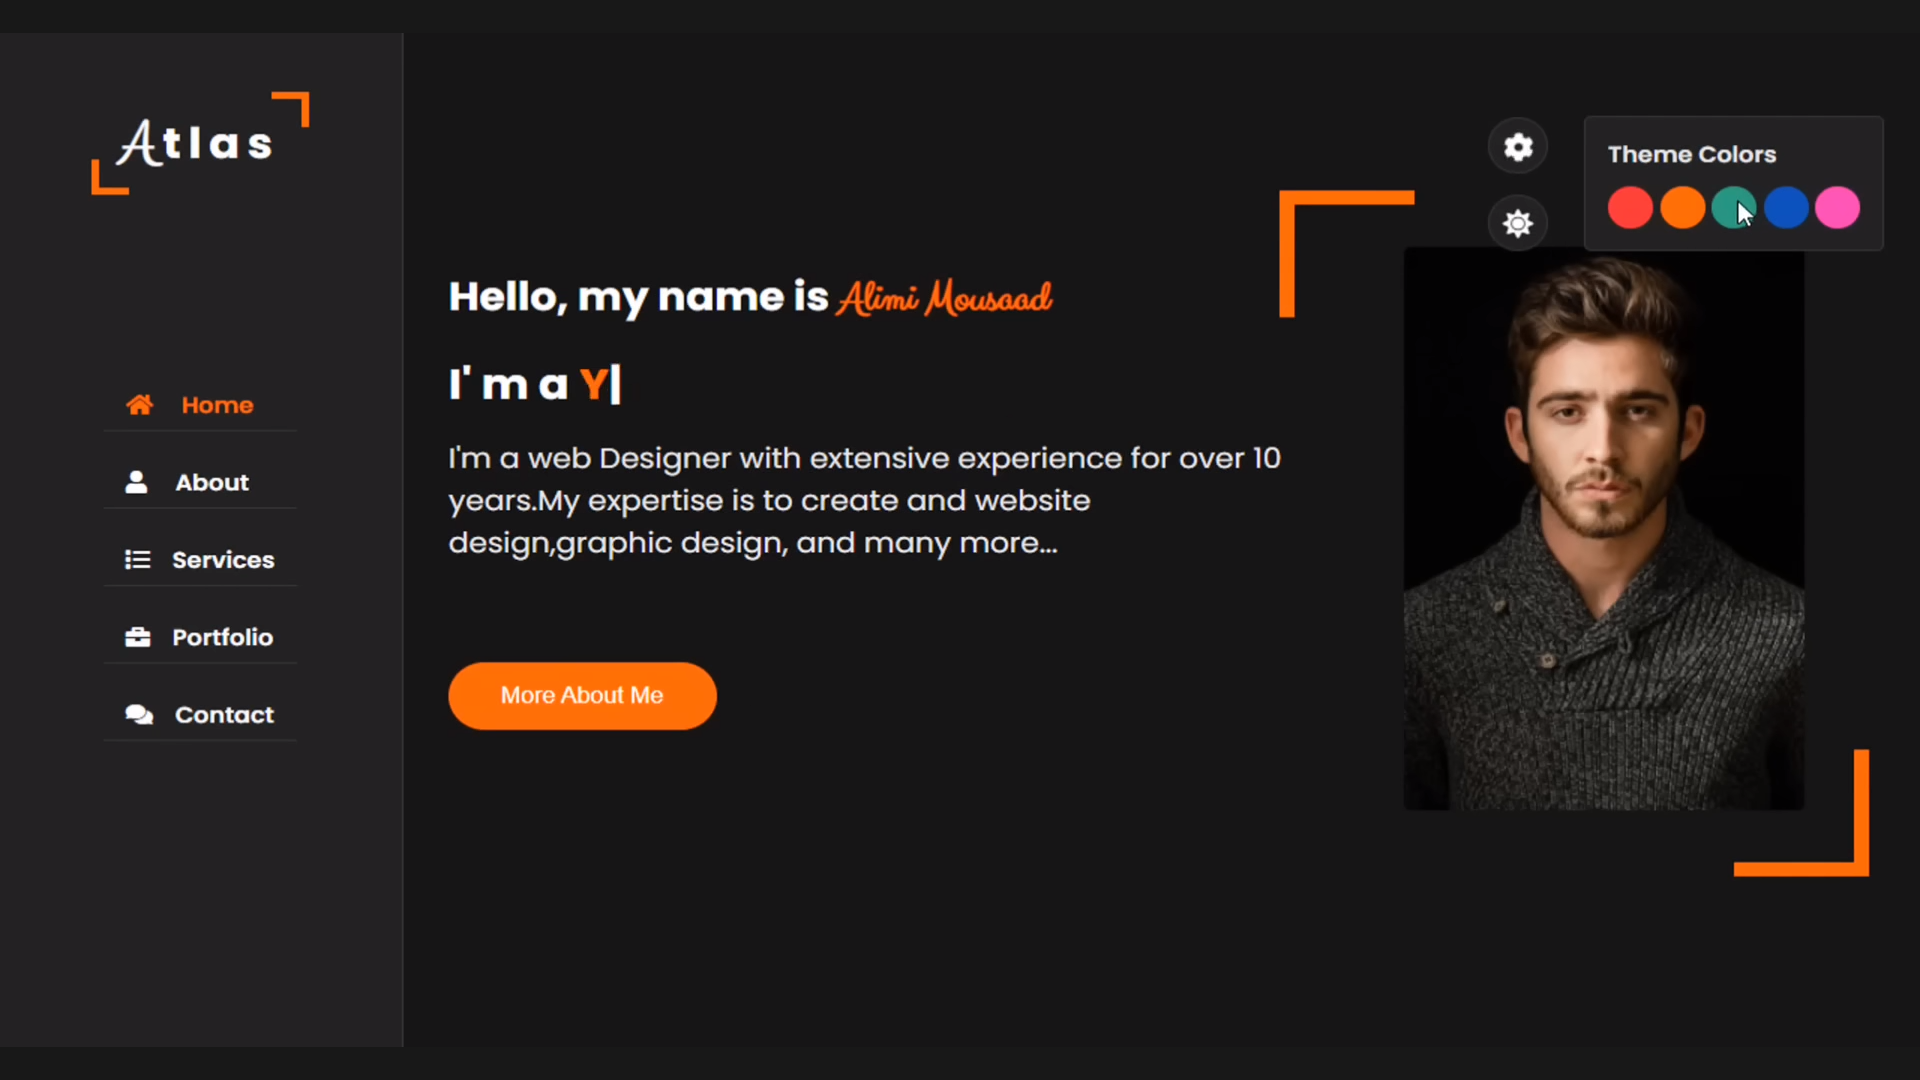 Atlas
Home
About
Services
Portfolio
Contact
Theme Colors
Hello, my name is Alimi Mousaad
I' m a Y|
I'm a web Designer with extensive experience for over 10
years.My expertise is to create and website
design,graphic design, and many more...
More About Me